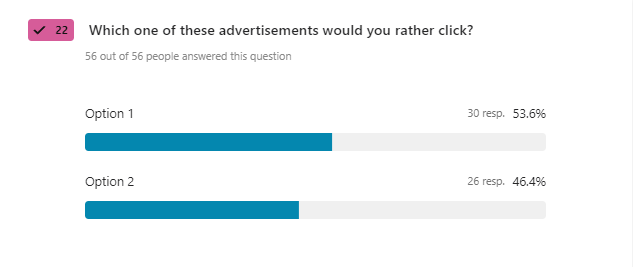 22 Which one of these advertisements would you rather click?
56 out of 56 people answered this question
Option 1 30 resp. 53.6%
Option 2 26 resp. 46.4%